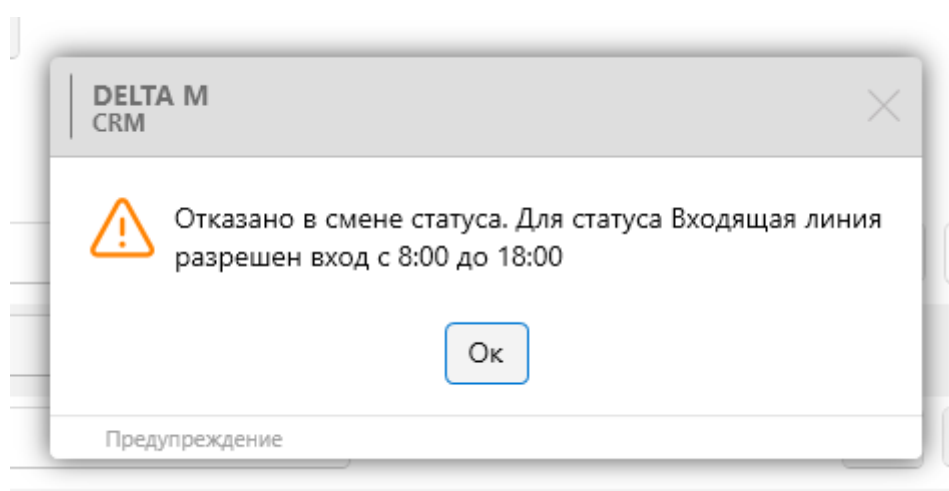 DELTA M
CRM
Отказано в смене статуса. Для статуса Входящая линия
разрешен вход с 8:00 до 18:00
Ок
Предупреждение